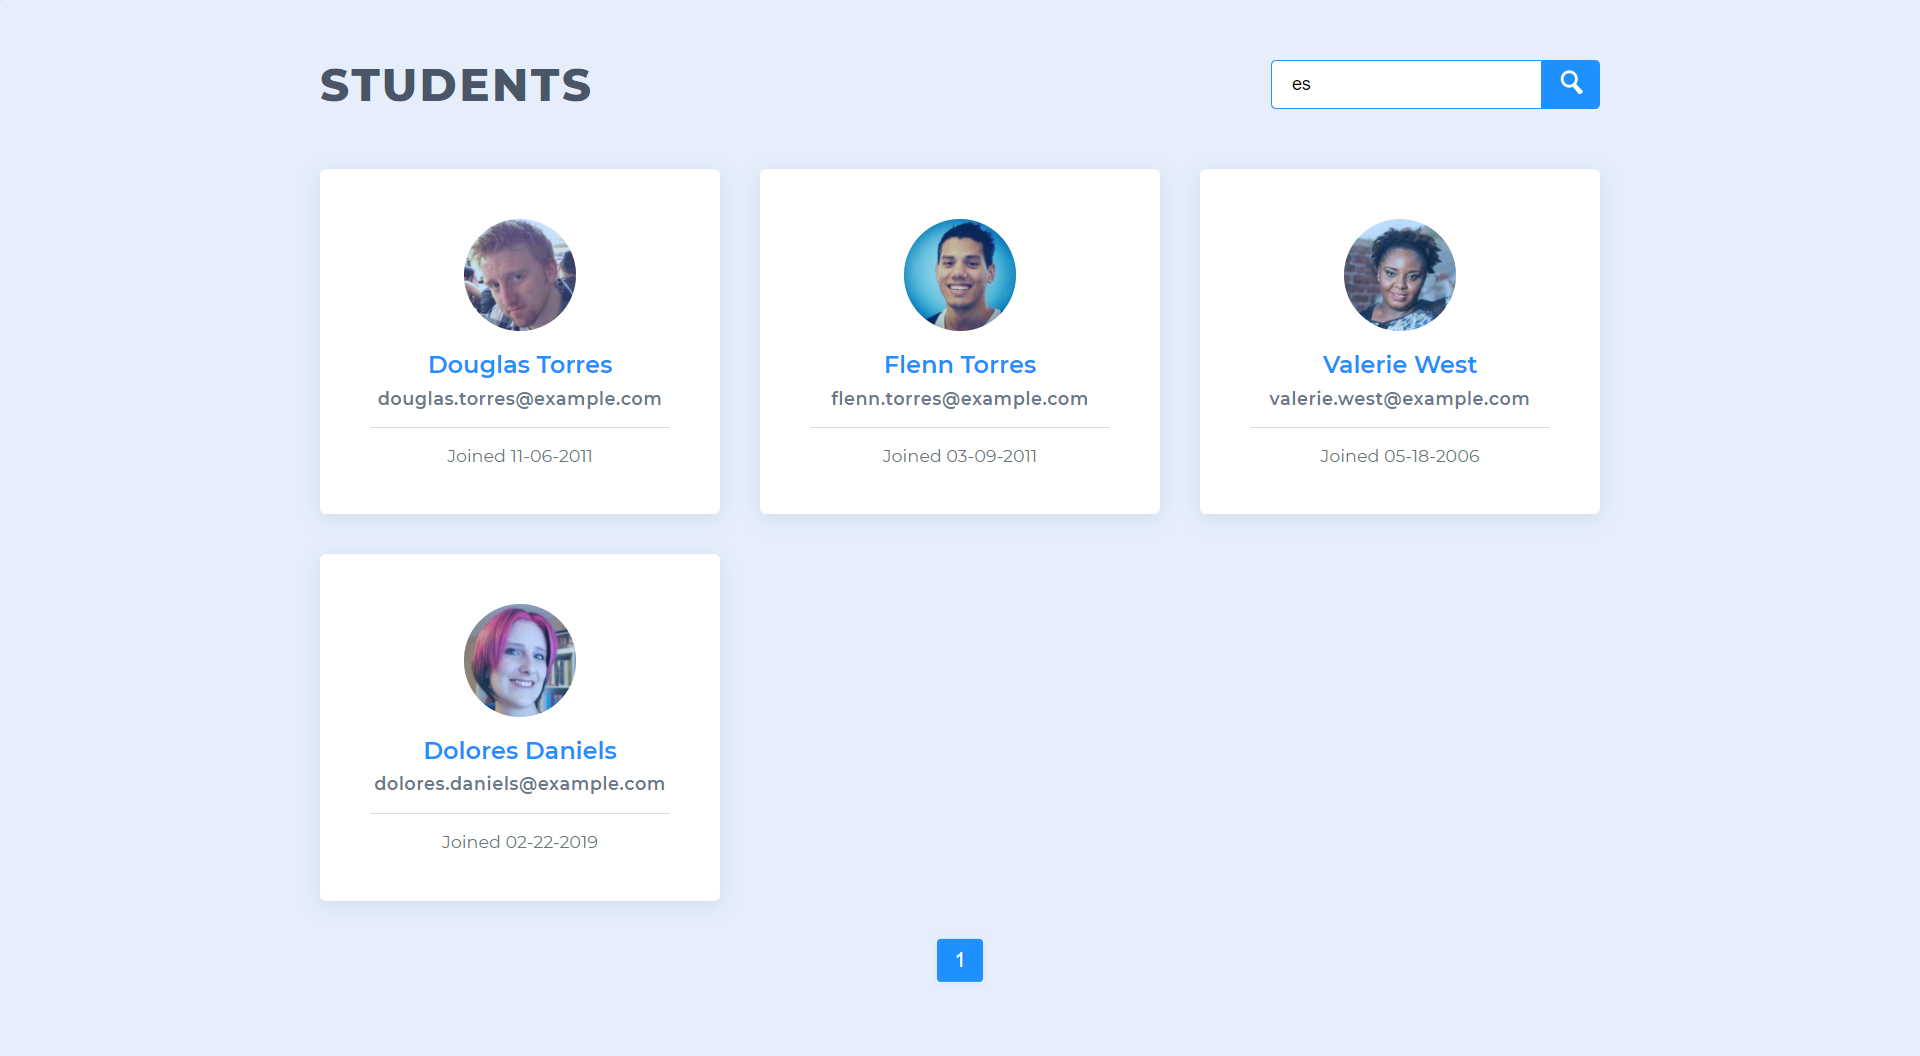 STUDENTS
es
Douglas Torres
douglas.torres@example.com
Joined 11-06-2011
Flenn Torres
flenn.torres@example.com
Joined 03-09-2011
Valerie West
valerie.west@example.com
Joined 05-18-2006
Dolores Daniels
dolores.daniels@example.com
Joined 02-22-2019
1